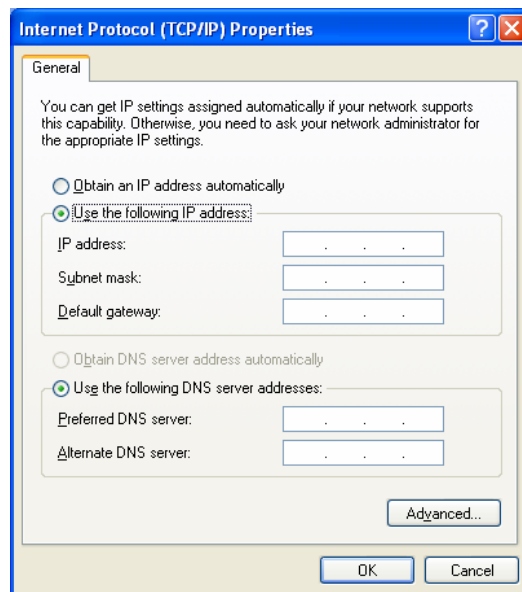 Internet Protocol (TCP/IP) Properties
General
You can get IP settings assigned automatically if your network supports
this capability. Otherwise, you need to ask your network administrator for
the appropriate IP settings.
Obtain an IP address automatically
Use the following IP address:
IP address:
Subnet mask:
Default gateway:
Obtain DNS server address automatically
Use the following DNS server addresses:
Preferred DNS server:
Alternate DNS server:
Advanced...
OK Cancel